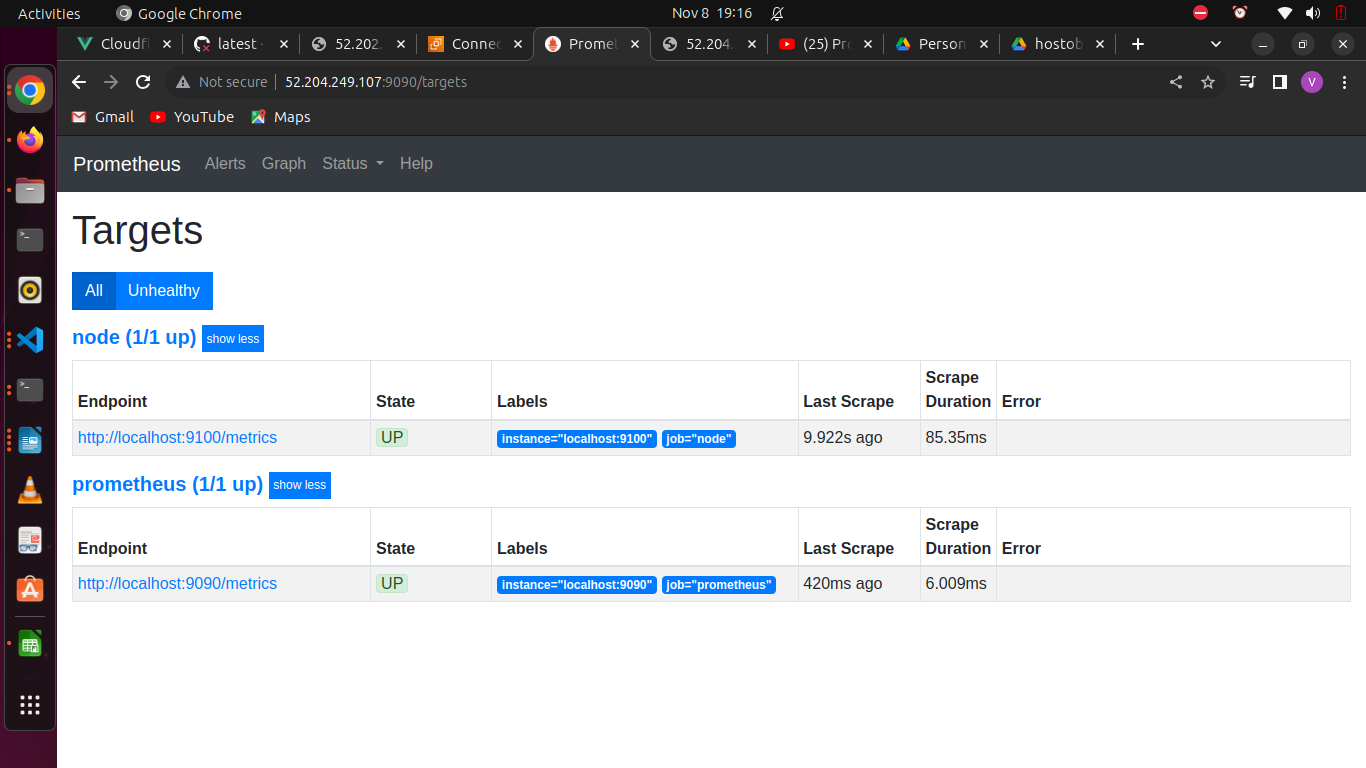 Activities Google Chrome Nov 8 19:16
Cloudfl latest · 52.202. Connec Promet 52.204. (25) Pro Person hostob
Not secure 52.204.249.107:9090/targets V
Gmail YouTube Maps
Prometheus Alerts Graph Status Help
Targets
All Unhealthy
node (1/1 up) show less
Scrape
Endpoint State Labels Last Scrape Duration Error
http://localhost:9100/metrics UP instance="localhost:9100" job="node" 9.922s ago 85.35ms
prometheus (1/1 up) show less
Scrape
Endpoint State Labels Last Scrape Duration Error
http://localhost:9090/metrics UP instance="localhost:9090" job="prometheus" 420ms ago 6.009ms